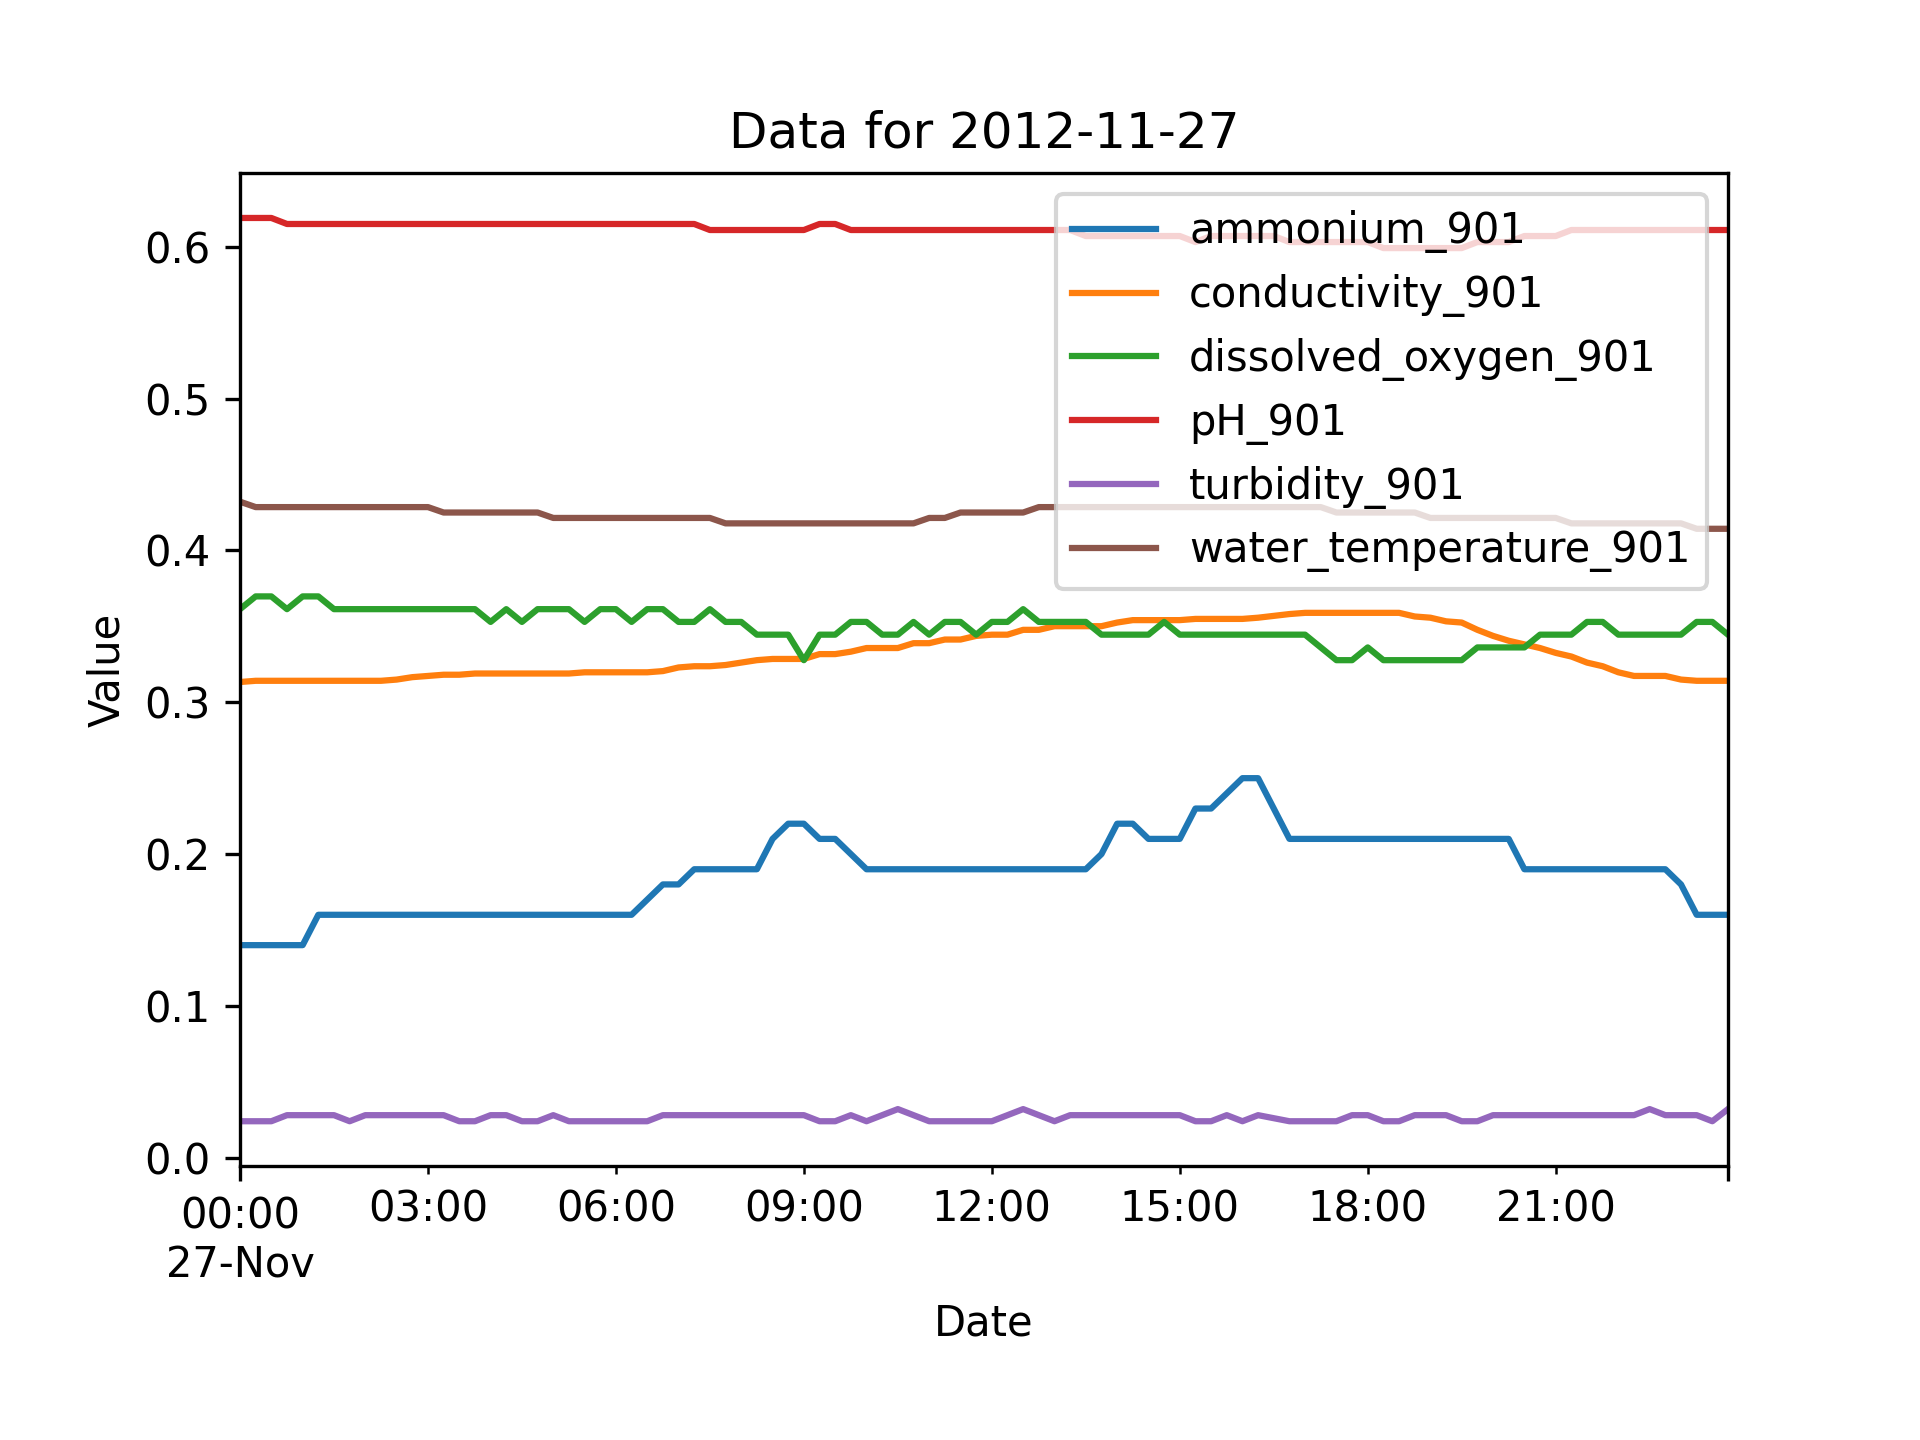 Data for 2012-11-27
ammonium_901
conductivity_901
dissolved_oxygen_901
pH_901
turbidity_901
water_temperature_901
Value
0.6
0.5
0.4
0.3
0.2
0.1
0.0
00:00 03:00 06:00 09:00 12:00 15:00 18:00 21:00
27-Nov
Date